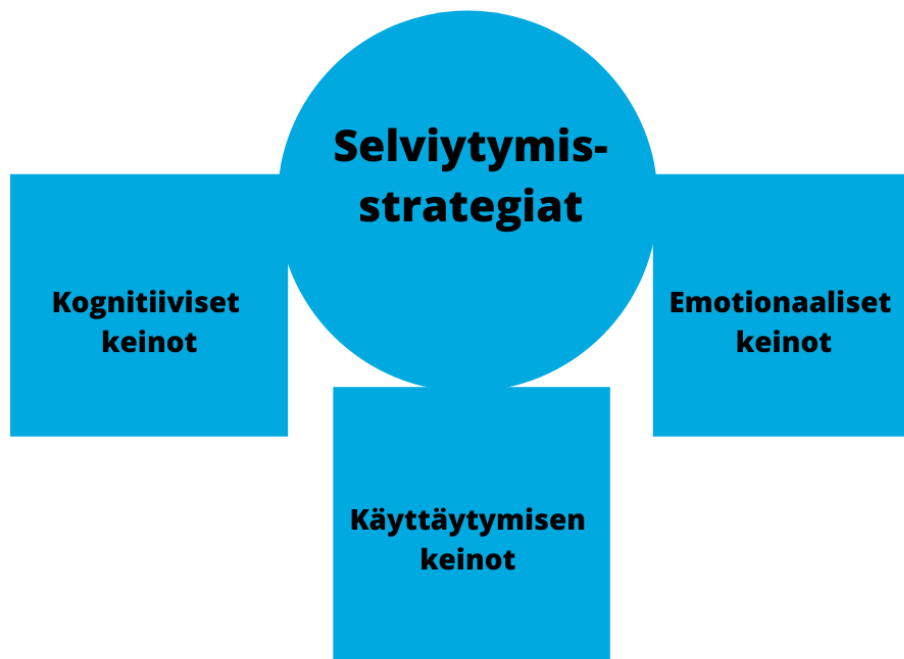 Selviytymis-
strategiat
Kognitiiviset
keinot
Emotionaaliset
keinot
Käyttäytymisen
keinot